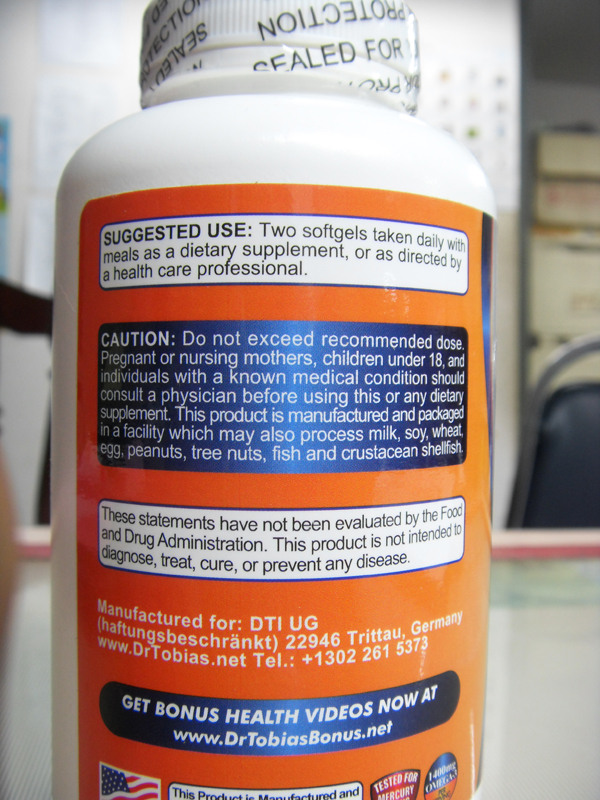 PROTECTION
SEALED FOR
PROTECTION
SEALED
SUGGESTED USE: Two softgels taken daily with
meals as a dietary supplement, or as directed by
a health care professional.
CAUTION: Do not exceed recommended dose.
Pregnant or nursing mothers, children under 18, and
individuals with a known medical condition should
consult a physician before using this or any dietary
supplement. This product is manufactured and packaged
in a facility which may also process milk, soy, wheat,
egg, peanuts, tree nuts, fish and crustacean shellfish.
These statements have not been evaluated by the Food
and Drug Administration. This product is not intended to
diagnose, treat, cure, or prevent any disease.
Manufactured for: DTI UG
(haftungsbeschränkt) 22946 Trittau, Germany
www.DrTobias.net Tel.: +1302 261 5373
GET BONUS HEALTH VIDEOS NOW AT
www.DrTobiasBonus.net
This Product is Manufactured and
TESTED FOR
MERCURY
1400mg
OMEGA-3